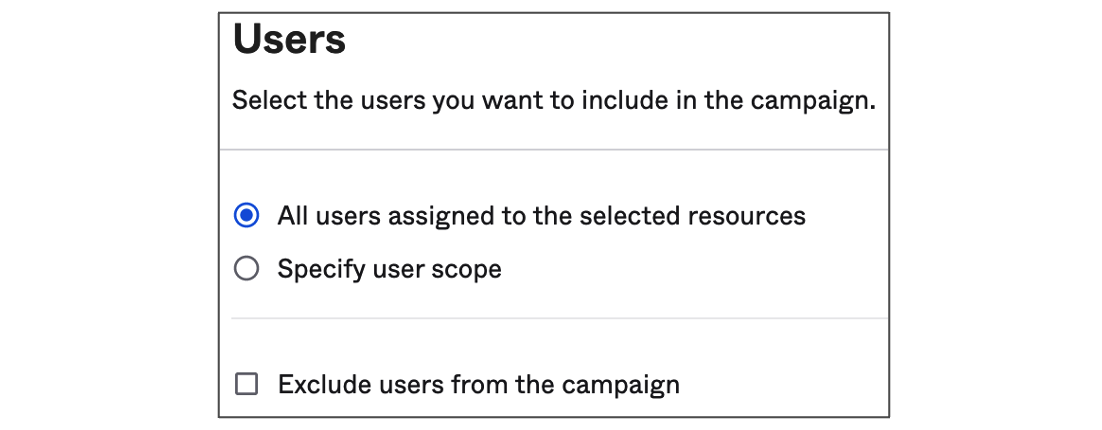 Users
Select the users you want to include in the campaign.
All users assigned to the selected resources
Specify user scope
Exclude users from the campaign